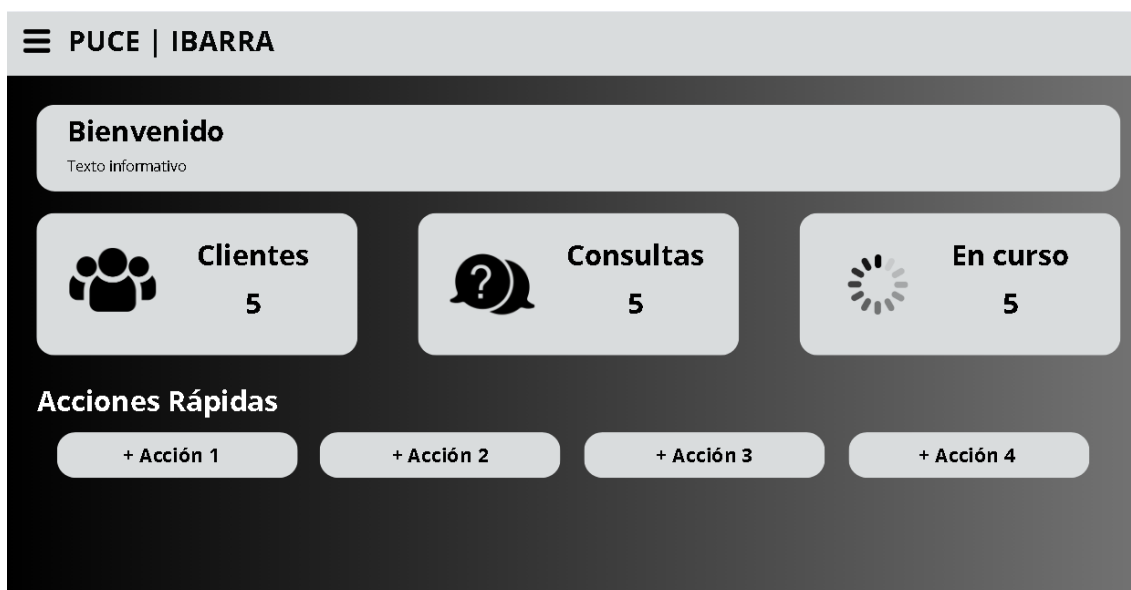 PUCE | IBARRA
Bienvenido
Texto informativo
Clientes
5
?
Consultas
5
En curso
5
Acciones Rápidas
+ Acción 1
+ Acción 2
+ Acción 3
+ Acción 4